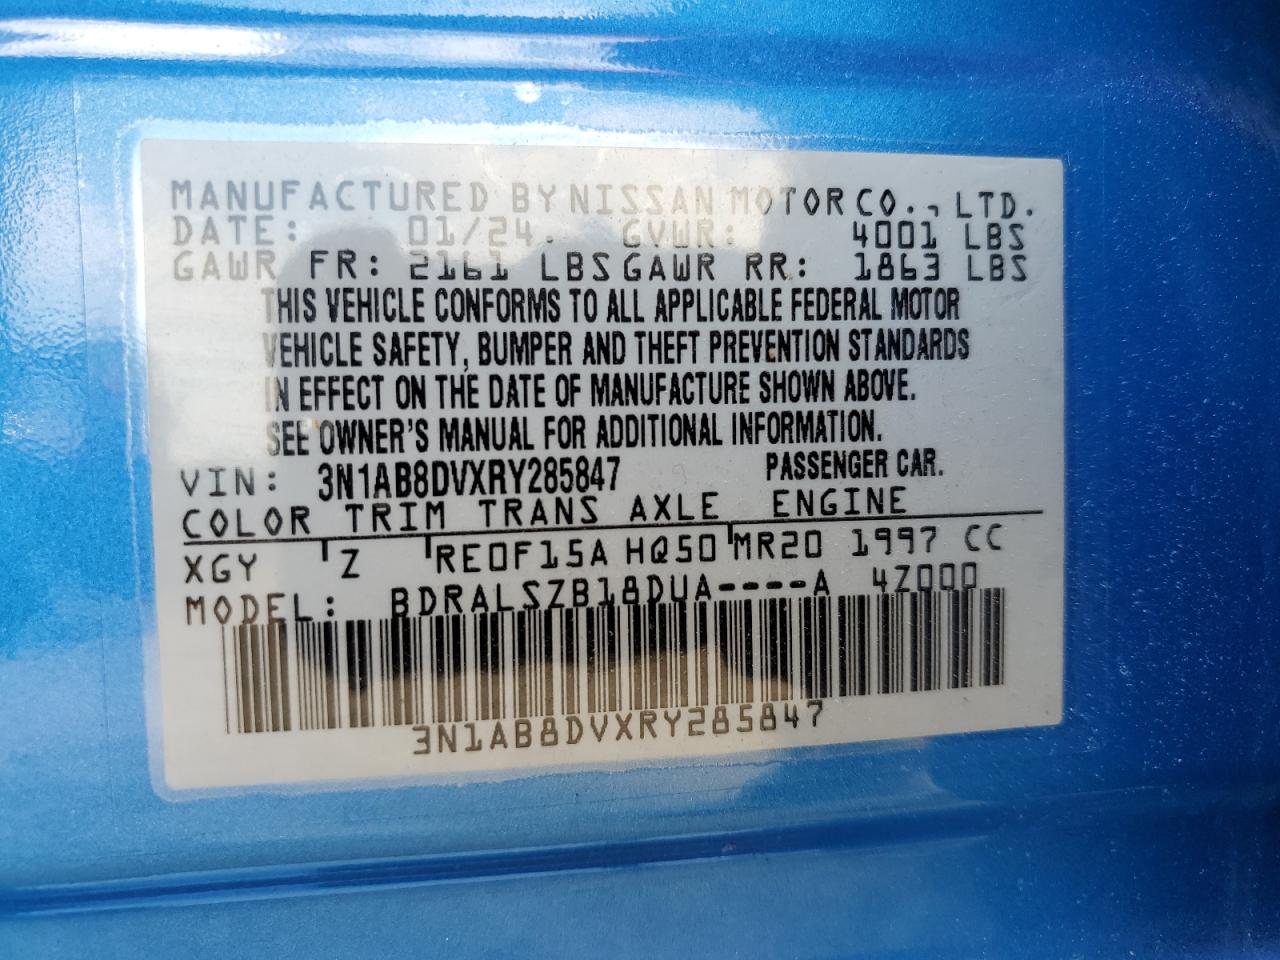 MANUFACTURED BY NISSAN MOTOR CO., LTD.
DATE: 01/24. GVWR: 4001 LBS
GAWR FR: 2161 LBS GAWR RR: 1863 LBS
THIS VEHICLE CONFORMS TO ALL APPLICABLE FEDERAL MOTOR
VEHICLE SAFETY, BUMPER AND THEFT PREVENTION STANDARDS
IN EFFECT ON THE DATE OF MANUFACTURE SHOWN ABOVE.
SEE OWNER'S MANUAL FOR ADDITIONAL INFORMATION.
VIN: 3N1AB8DVXRY285847 PASSENGER CAR.
COLOR TRIM TRANS AXLE ENGINE
XGY Z RE0F15A HQ50 MR20 1997 CC
MODEL: BDRALSZB18DUA----A 4Z000
3N1AB8DVXRY285847